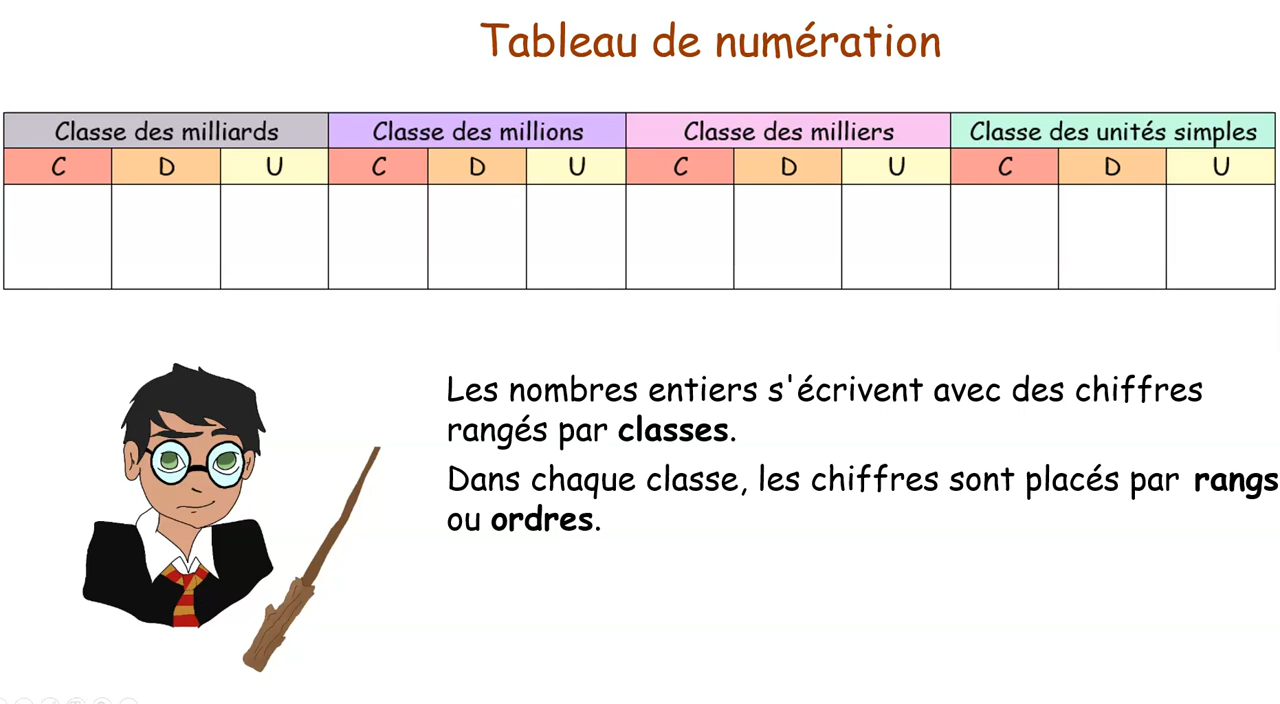 Tableau de numération
Classe des milliards Classe des millions Classe des milliers Classe des unités simples
C D U C D U C D U C D U
Les nombres entiers s'écrivent avec des chiffres
rangés par classes.
Dans chaque classe, les chiffres sont placés par rangs
ou ordres.